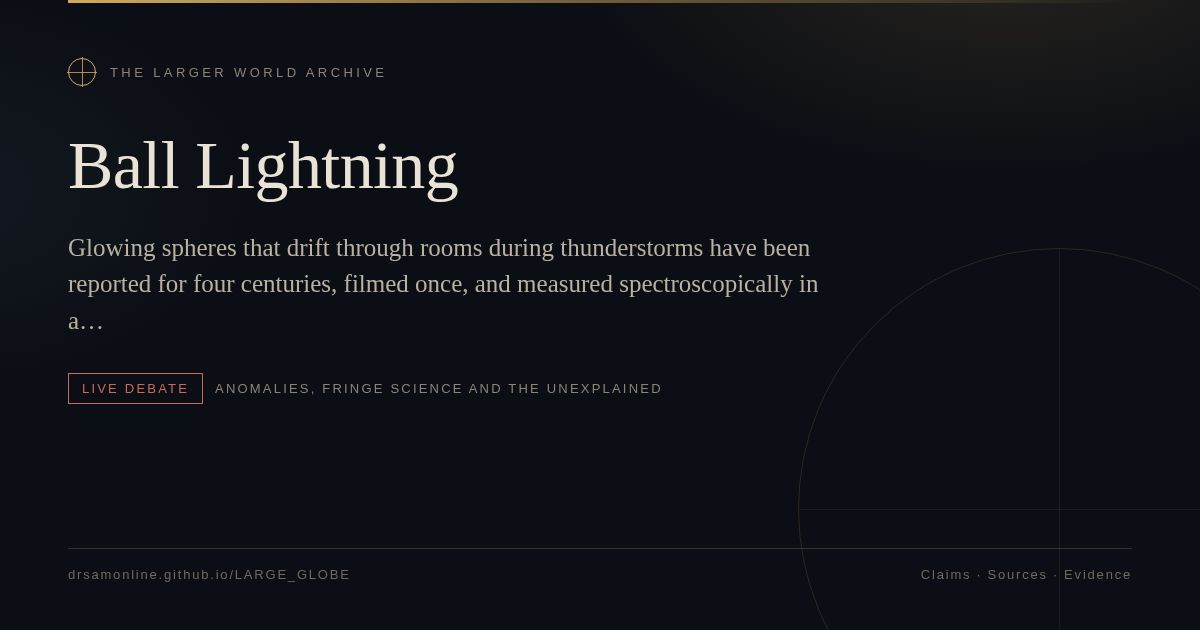 THE LARGER WORLD ARCHIVE
Ball Lightning
Glowing spheres that drift through rooms during thunderstorms have been
reported for four centuries, filmed once, and measured spectroscopically in
a…
LIVE DEBATE
ANOMALIES, FRINGE SCIENCE AND THE UNEXPLAINED
drsamonline.github.io/LARGE_GLOBE
Claims · Sources · Evidence